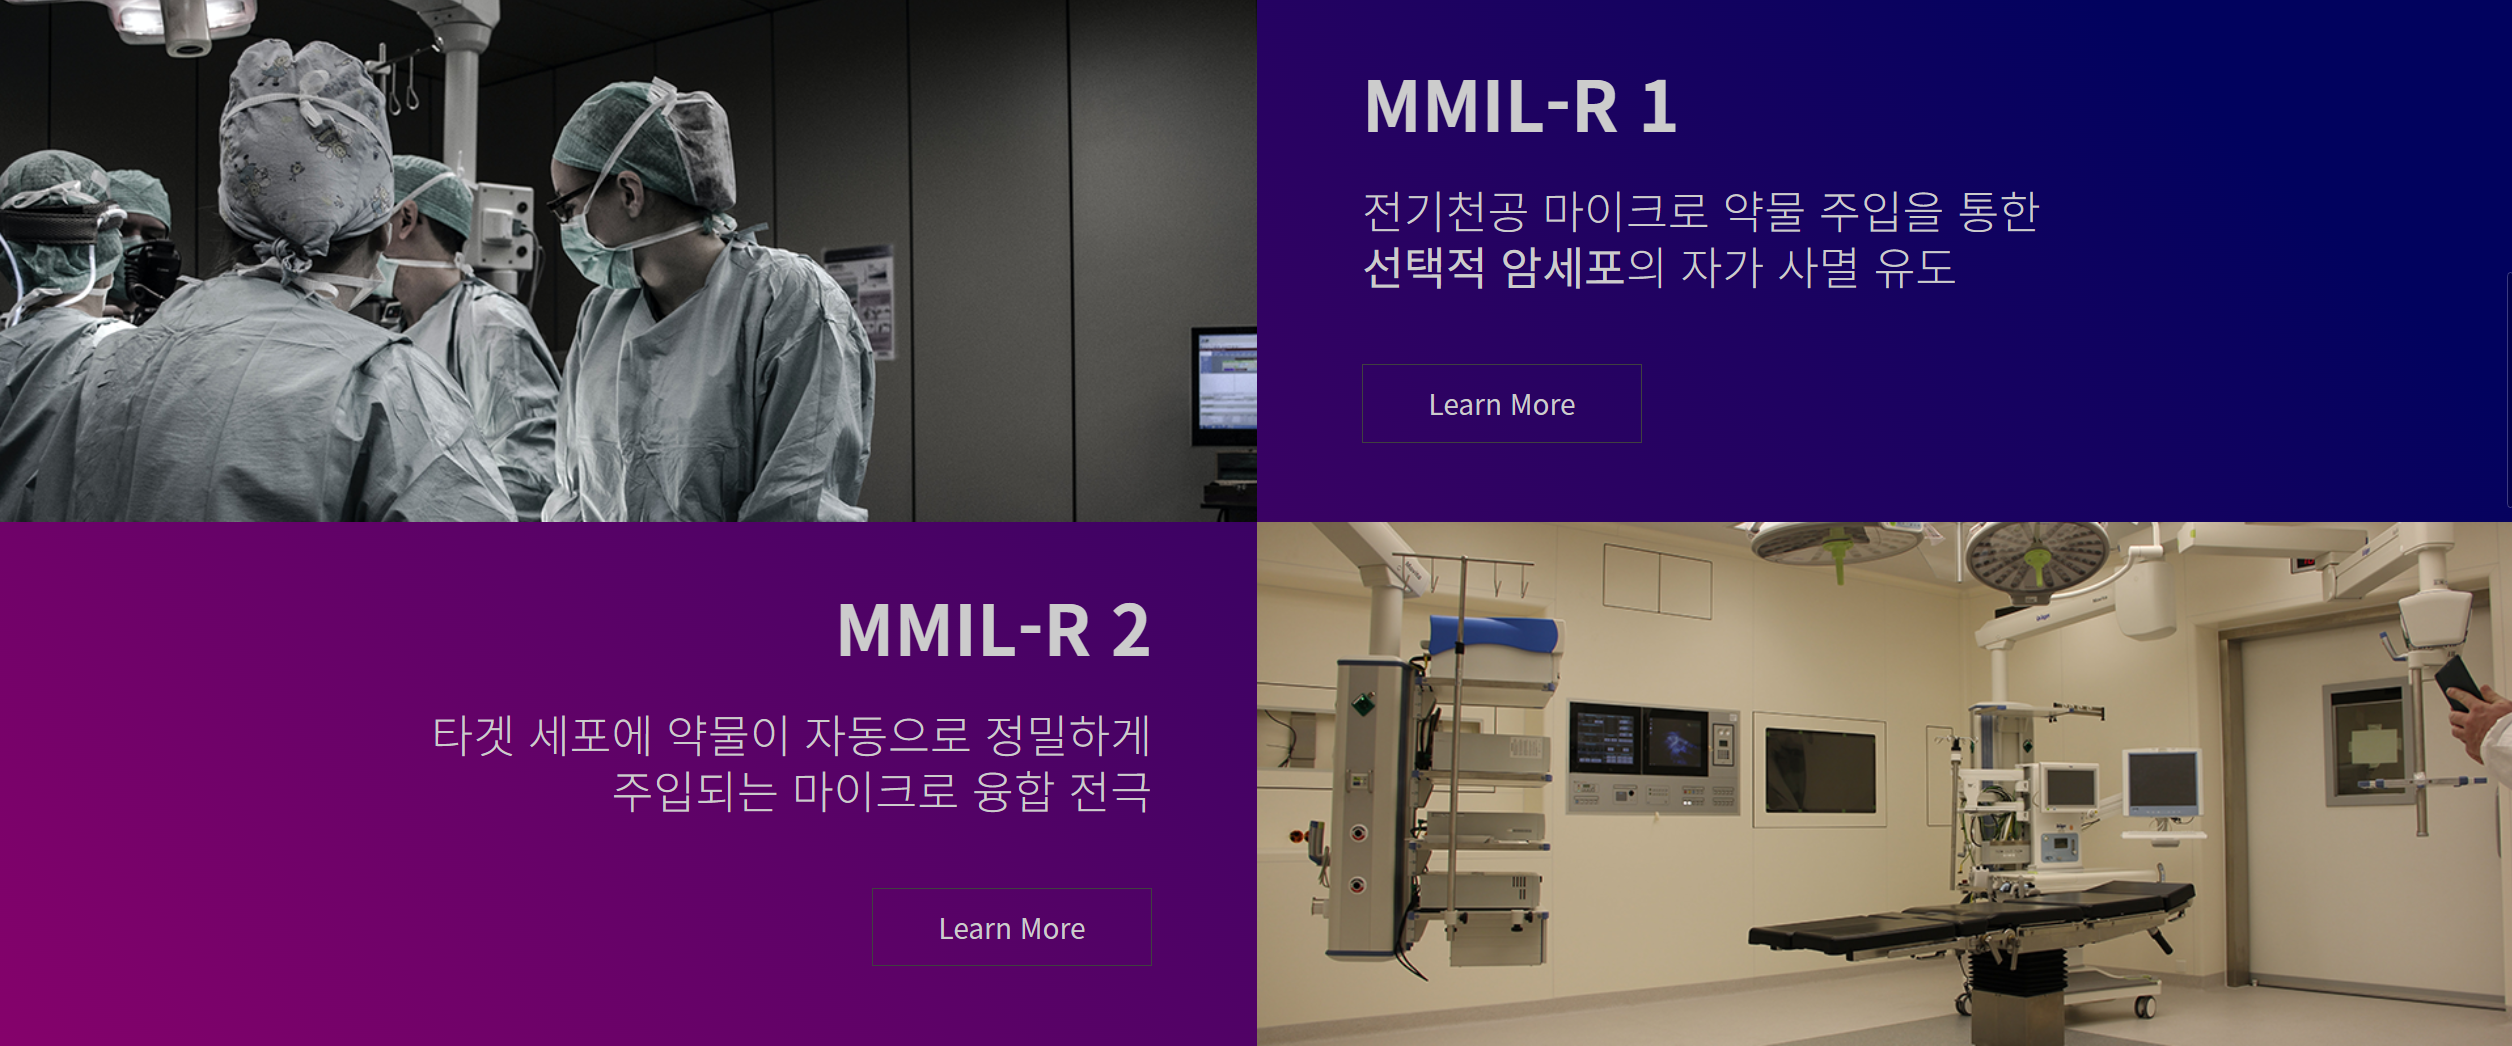 MMIL-R 1
전기천공 마이크로 약물 주입을 통한
선택적 암세포의 자가 사멸 유도
Learn More
MMIL-R 2
타겟 세포에 약물이 자동으로 정밀하게
주입되는 마이크로 융합 전극
Learn More